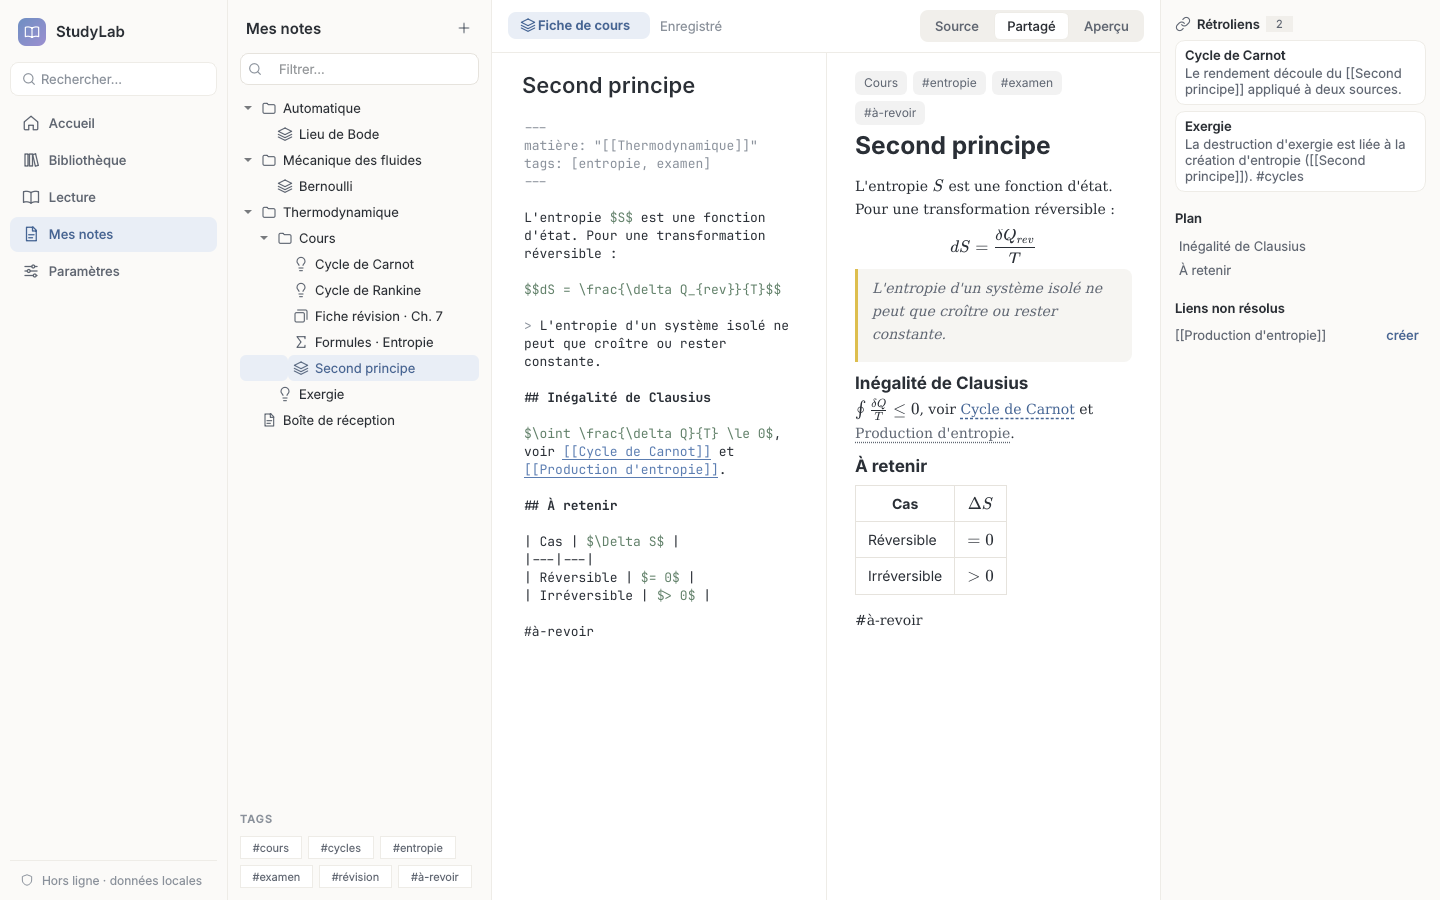 StudyLab
Rechercher...
Accueil
Bibliothèque
Lecture
Mes notes
Paramètres
Hors ligne · données locales
Mes notes
Filtrer...
Automatique
Lieu de Bode
Mécanique des fluides
Bernoulli
Thermodynamique
Cours
Cycle de Carnot
Cycle de Rankine
Fiche révision · Ch. 7
Formules · Entropie
Second principe
Exergie
Boîte de réception
TAGS
#cours #cycles #entropie
#examen #révision #à-revoir
Fiche de cours Enregistré Source Partagé Aperçu
Second principe
---
matière: "[[Thermodynamique]]"
tags: [entropie, examen]
---
L'entropie $S$ est une fonction
d'état. Pour une transformation
réversible :
$$dS = \frac{\delta Q_{rev}}{T}$$
> L'entropie d'un système isolé ne
peut que croître ou rester
constante.
## Inégalité de Clausius
$\oint \frac{\delta Q}{T} \le 0$,
voir [[Cycle de Carnot]] et
[[Production d'entropie]].
## À retenir
| Cas | $\Delta S$ |
|---|---|
| Réversible | $= 0$ |
| Irréversible | $> 0$ |
#à-revoir
Cours #entropie #examen
#à-revoir
Second principe
L'entropie S est une fonction d'état.
Pour une transformation réversible :
dS = δQrev / T
L'entropie d'un système isolé ne
peut que croître ou rester
constante.
Inégalité de Clausius
∮ δQ/T ≤ 0, voir Cycle de Carnot et
Production d'entropie.
À retenir
Cas ΔS
Réversible = 0
Irréversible > 0
#à-revoir
Rétroliens 2
Cycle de Carnot
Le rendement découle du [[Second
principe]] appliqué à deux sources.
Exergie
La destruction d'exergie est liée à la
création d'entropie ([[Second
principe]]). #cycles
Plan
Inégalité de Clausius
À retenir
Liens non résolus
[[Production d'entropie]] créer